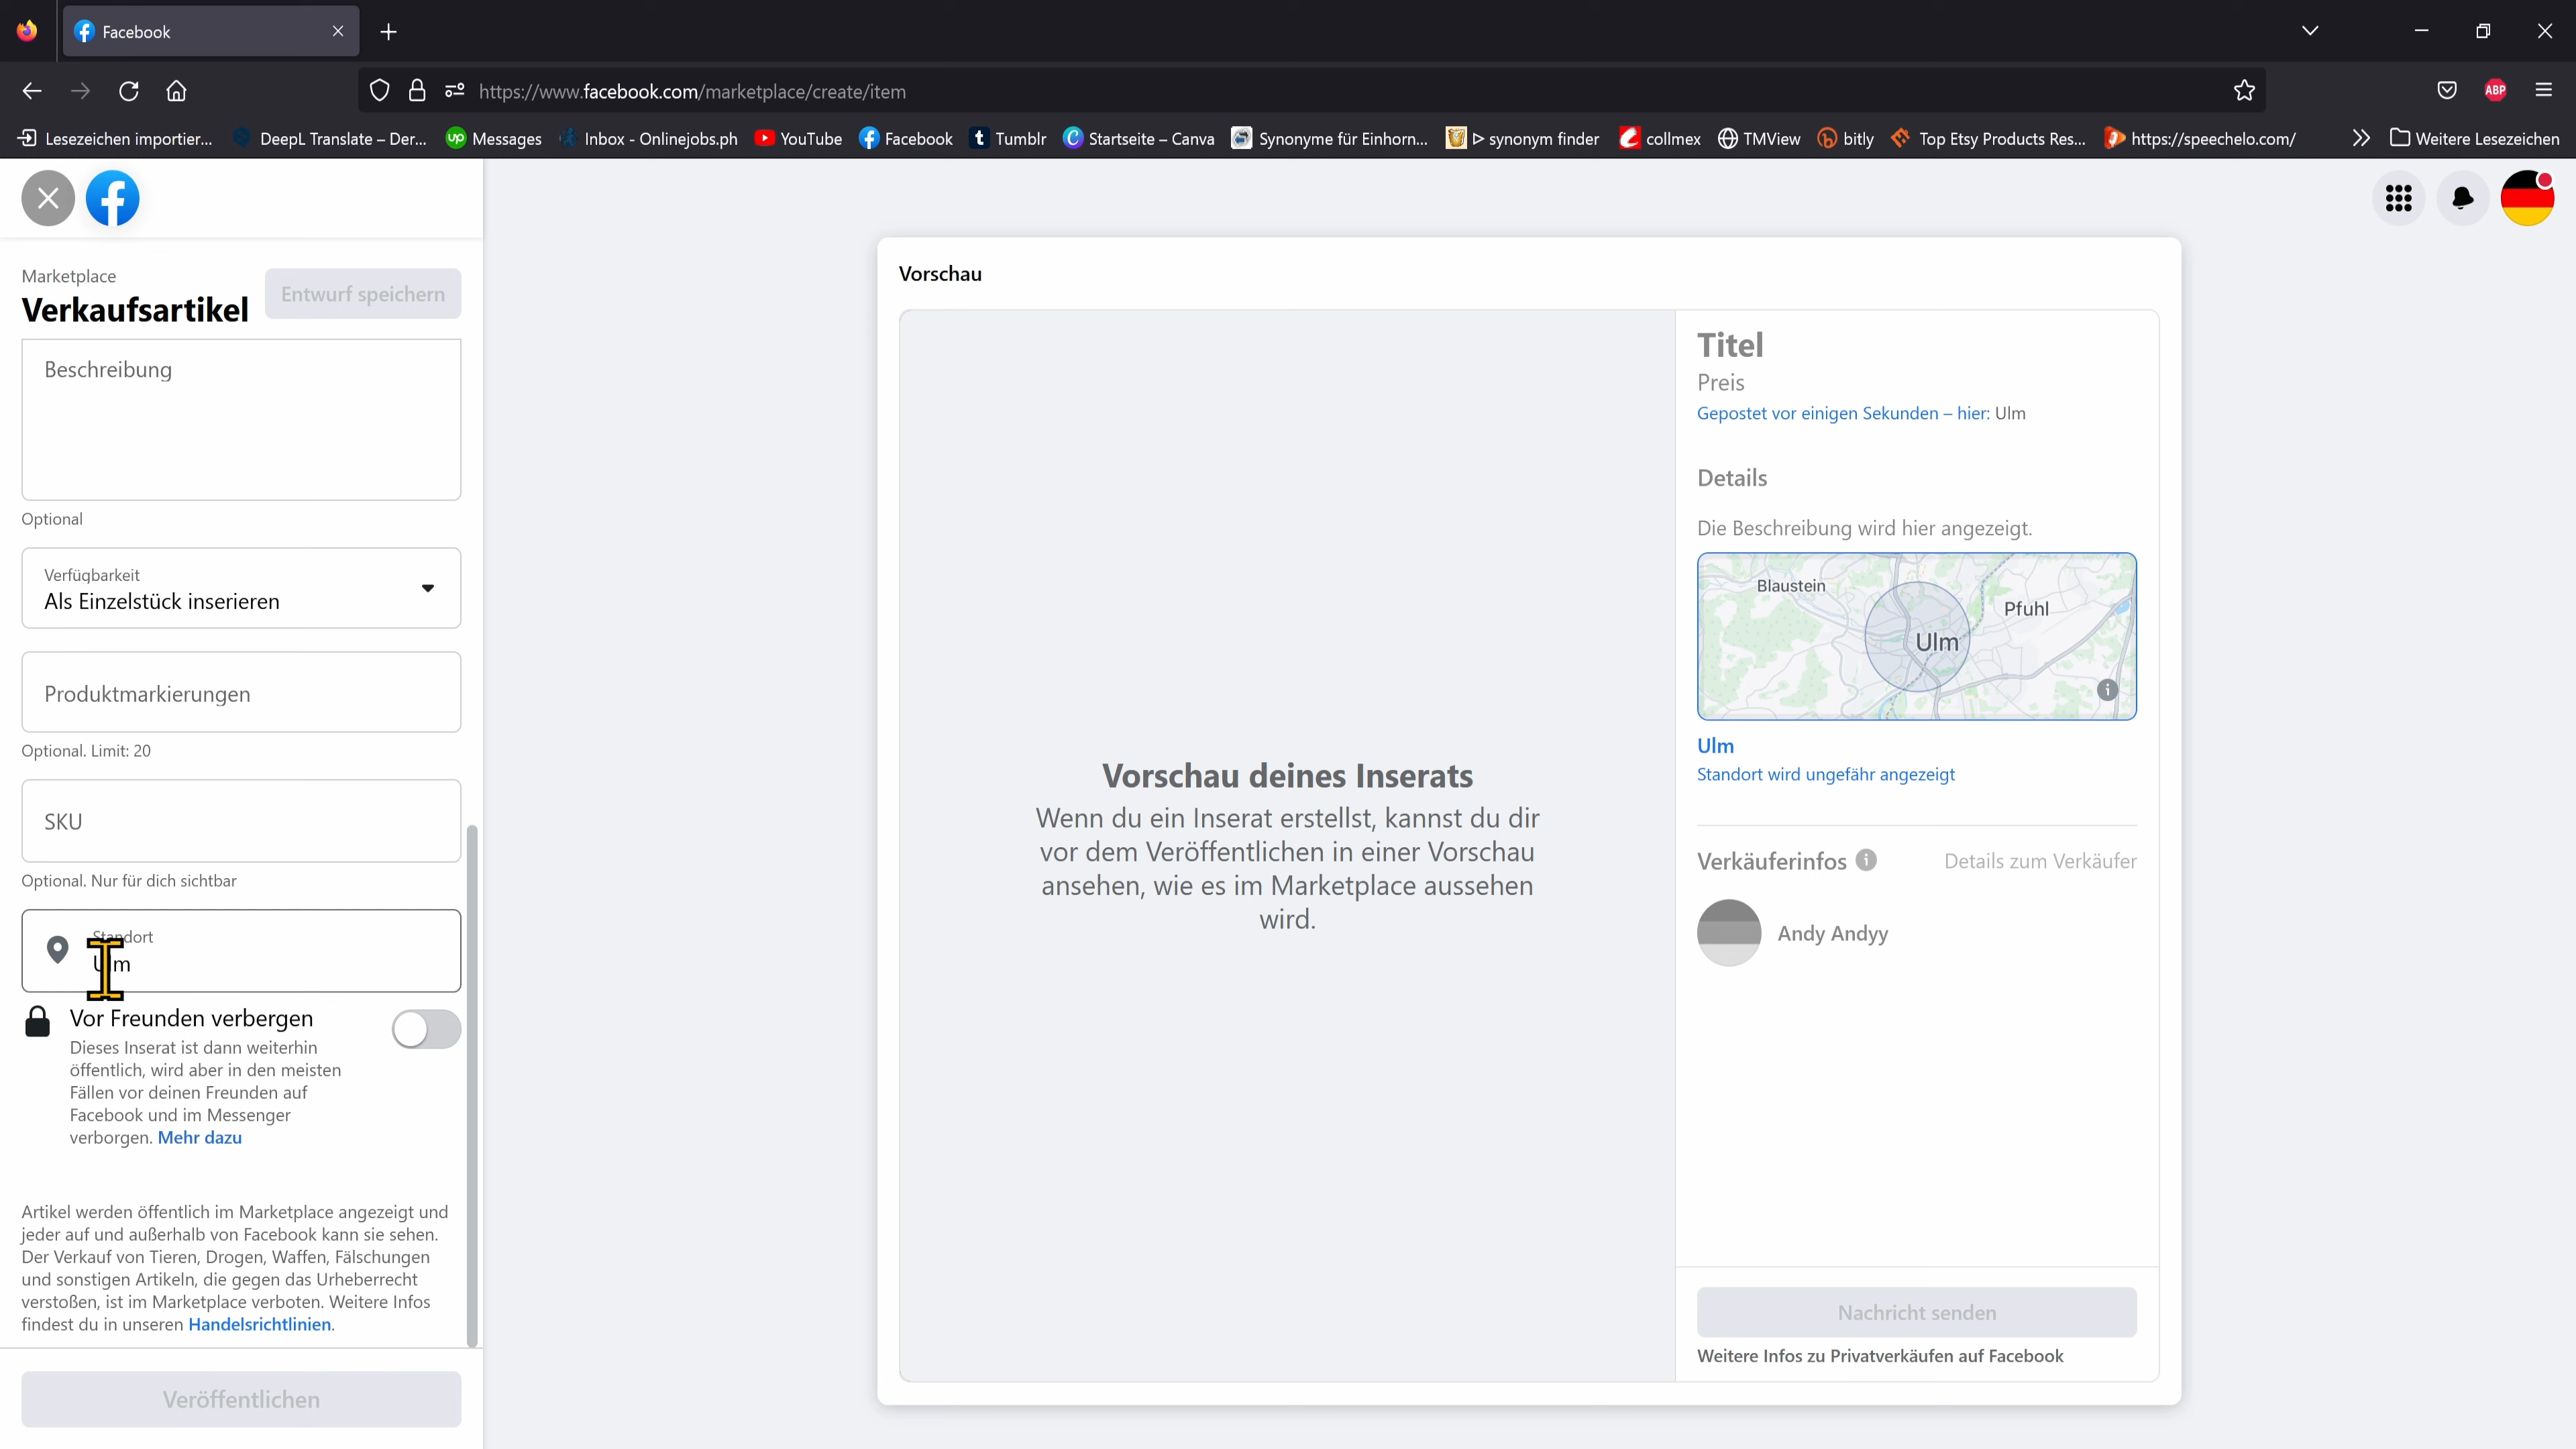 Facebook
https://www.facebook.com/marketplace/create/item
ABP
Lesezeichen importier...
DeepL Translate – Der...
up Messages
Inbox - Onlinejobs.ph
YouTube
Facebook
t Tumblr
C Startseite – Canva
Synonyme für Einhorn...
ᐅ synonym finder
collmex
TMView
bitly
Top Etsy Products Res...
https://speechelo.com/
Weitere Lesezeichen
Marketplace
Verkaufsartikel
Entwurf speichern
Beschreibung
Optional
Verfügbarkeit
Als Einzelstück inserieren
Produktmarkierungen
Optional. Limit: 20
SKU
Optional. Nur für dich sichtbar
Standort
Ulm
Vor Freunden verbergen
Dieses Inserat ist dann weiterhin
öffentlich, wird aber in den meisten
Fällen vor deinen Freunden auf
Facebook und im Messenger
verborgen. Mehr dazu
Artikel werden öffentlich im Marketplace angezeigt und
jeder auf und außerhalb von Facebook kann sie sehen.
Der Verkauf von Tieren, Drogen, Waffen, Fälschungen
und sonstigen Artikeln, die gegen das Urheberrecht
verstoßen, ist im Marketplace verboten. Weitere Infos
findest du in unseren Handelsrichtlinien.
Veröffentlichen
Vorschau
Vorschau deines Inserats
Wenn du ein Inserat erstellst, kannst du dir
vor dem Veröffentlichen in einer Vorschau
ansehen, wie es im Marketplace aussehen
wird.
Titel
Preis
Gepostet vor einigen Sekunden – hier: Ulm
Details
Die Beschreibung wird hier angezeigt.
Blaustein
Pfuhl
Ulm
Ulm
Standort wird ungefähr angezeigt
Verkäuferinfos
Details zum Verkäufer
Andy Andyy
Nachricht senden
Weitere Infos zu Privatverkäufen auf Facebook